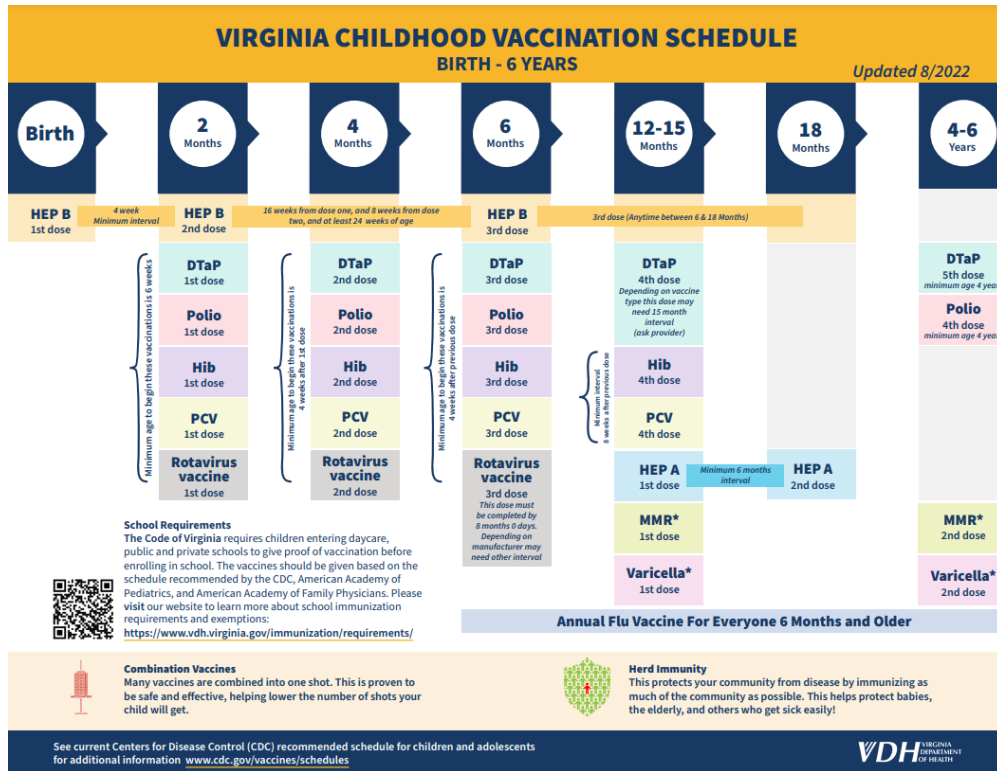 VIRGINIA CHILDHOOD VACCINATION SCHEDULE
BIRTH - 6 YEARS
Updated 8/2022
Birth
2
Months
4
Months
6
Months
12-15
Months
18
Months
4-6
Years
HEP B
1st dose
4 week
Minimum interval
HEP B
2nd dose
16 weeks from dose one, and 8 weeks from dose
two, and at least 24 weeks of age
HEP B
3rd dose
3rd dose (Anytime between 6 & 18 Months)
Minimum age to begin these vaccinations is 6 weeks
DTaP
1st dose
Polio
1st dose
Hib
1st dose
PCV
1st dose
Rotavirus
vaccine
1st dose
Minimum age to begin these vaccinations is
4 weeks after 1st dose
DTaP
2nd dose
Polio
2nd dose
Hib
2nd dose
PCV
2nd dose
Rotavirus
vaccine
2nd dose
Minimum age to begin these vaccinations is
4 weeks after previous dose
DTaP
3rd dose
Polio
3rd dose
Hib
3rd dose
PCV
3rd dose
Rotavirus
vaccine
3rd dose
This dose must
be completed by
8 months 0 days.
Depending on
manufacturer may
need other interval
DTaP
4th dose
Depending on vaccine
type this dose may
need 15 month
interval
(ask provider)
Minimum interval
8 weeks after previous dose
Hib
4th dose
PCV
4th dose
HEP A
1st dose
Minimum 6 months
interval
HEP A
2nd dose
MMR*
1st dose
Varicella*
1st dose
DTaP
5th dose
minimum age 4 year
Polio
4th dose
minimum age 4 year
MMR*
2nd dose
Varicella*
2nd dose
Annual Flu Vaccine For Everyone 6 Months and Older
School Requirements
The Code of Virginia requires children entering daycare,
public and private schools to give proof of vaccination before
enrolling in school. The vaccines should be given based on the
schedule recommended by the CDC, American Academy of
Pediatrics, and American Academy of Family Physicians. Please
visit our website to learn more about school immunization
requirements and exemptions:
https://www.vdh.virginia.gov/immunization/requirements/
Combination Vaccines
Many vaccines are combined into one shot. This is proven to
be safe and effective, helping lower the number of shots your
child will get.
Herd Immunity
This protects your community from disease by immunizing as
much of the community as possible. This helps protect babies,
the elderly, and others who get sick easily!
See current Centers for Disease Control (CDC) recommended schedule for children and adolescents
for additional information www.cdc.gov/vaccines/schedules
VDH VIRGINIA
DEPARTMENT
OF HEALTH